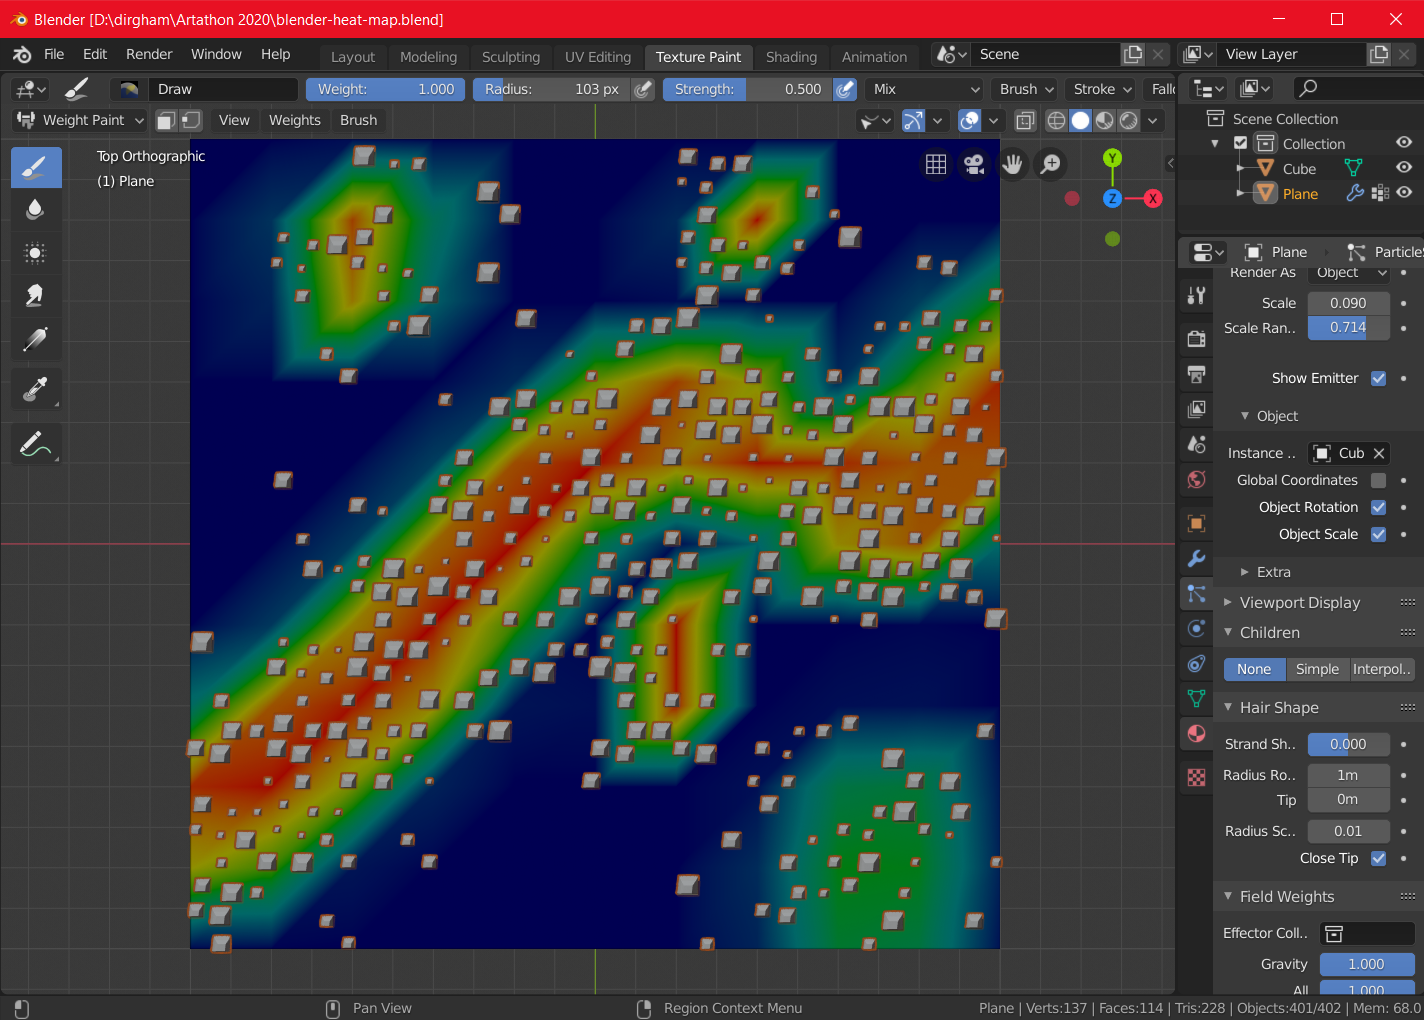 Blender [D:\dirgham\Artathon 2020\blender-heat-map.blend]
File Edit Render Window Help Layout Modeling Sculpting UV Editing Texture Paint Shading Animation Scene View Layer
Draw Weight: 1.000 Radius: 103 px Strength: 0.500 Mix Brush Stroke Fallo
Weight Paint View Weights Brush
Top Orthographic
(1) Plane
Y
Z X
Scene Collection
Collection
Cube
Plane
Plane ParticleS
Render As Object
Scale 0.090
Scale Ran.. 0.714
Show Emitter
Object
Instance .. Cub
Global Coordinates
Object Rotation
Object Scale
Extra
Viewport Display
Children
None Simple Interpol..
Hair Shape
Strand Sh.. 0.000
Radius Ro.. 1m
Tip 0m
Radius Sc.. 0.01
Close Tip
Field Weights
Effector Coll..
Gravity 1.000
All 1.000
Pan View Region Context Menu Plane | Verts:137 | Faces:114 | Tris:228 | Objects:401/402 | Mem: 68.0